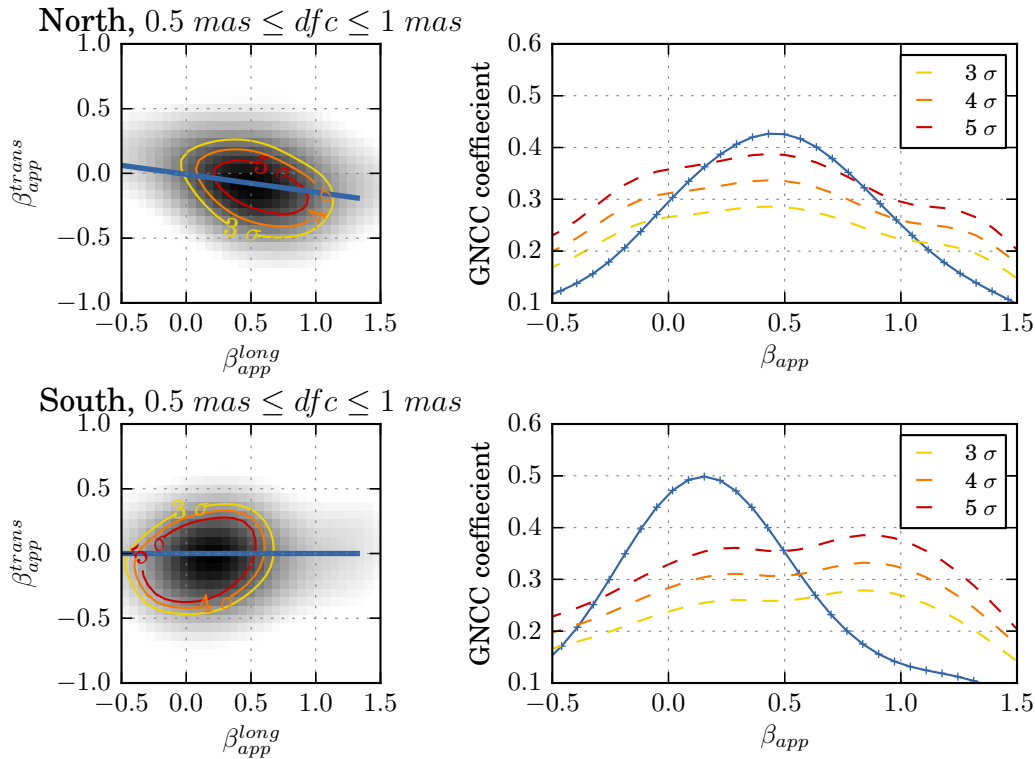 North, 0.5 mas ≤ dfc ≤ 1 mas
1.0
0.5
0.0
−0.5
−1.0
β_app^trans
5 σ
4 σ
3 σ
−0.5 0.0 0.5 1.0 1.5
β_app^long
0.6
0.5
0.4
0.3
0.2
0.1
GNCC coeffiecient
3 σ
4 σ
5 σ
−0.5 0.0 0.5 1.0 1.5
β_app
South, 0.5 mas ≤ dfc ≤ 1 mas
1.0
0.5
0.0
−0.5
−1.0
β_app^trans
3 σ
5 σ
4 σ
−0.5 0.0 0.5 1.0 1.5
β_app^long
0.6
0.5
0.4
0.3
0.2
0.1
GNCC coeffiecient
3 σ
4 σ
5 σ
−0.5 0.0 0.5 1.0 1.5
β_app